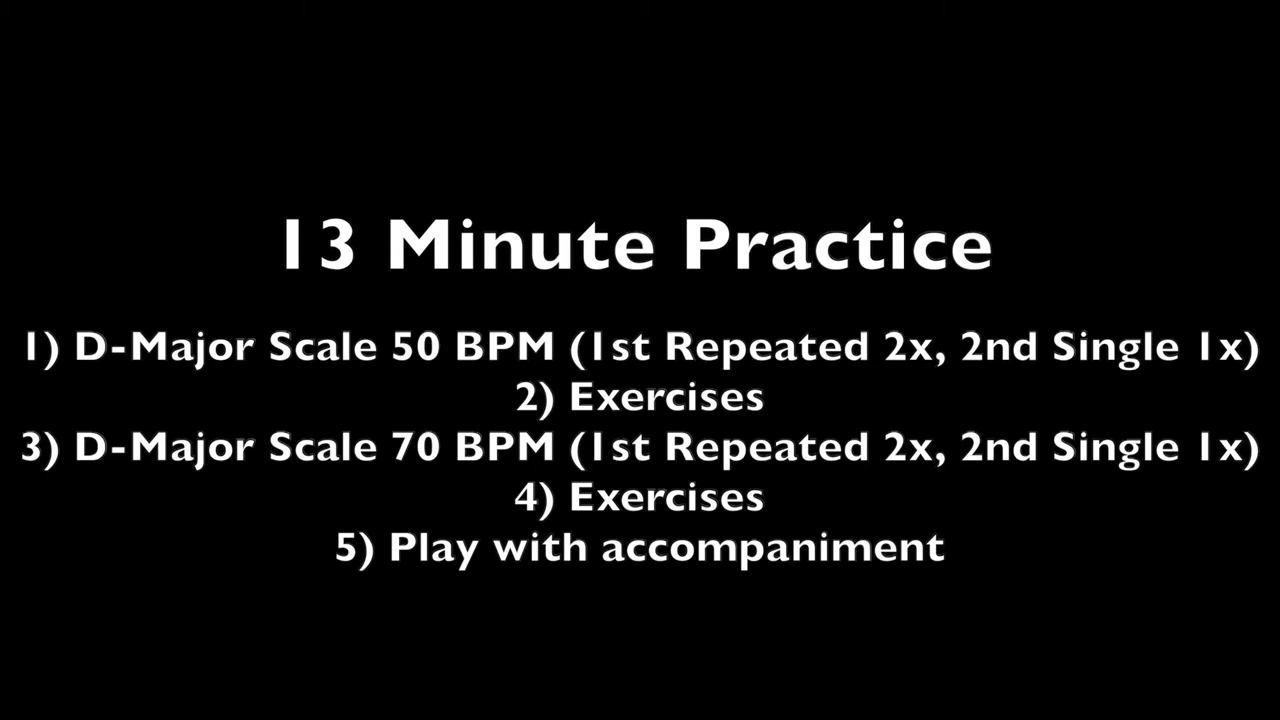 13 Minute Practice
1) D-Major Scale 50 BPM (1st Repeated 2x, 2nd Single 1x)
2) Exercises
3) D-Major Scale 70 BPM (1st Repeated 2x, 2nd Single 1x)
4) Exercises
5) Play with accompaniment